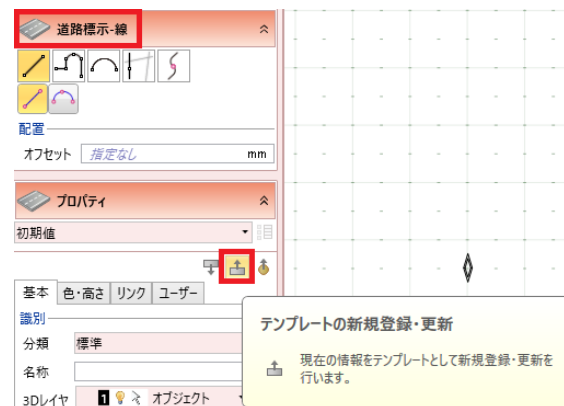 道路標示-線
配置
オフセット 指定なし mm
プロパティ
初期値
基本 色・高さ リンク ユーザー
識別
分類 標準
名称
3Dレイヤ 1 オブジェクト
テンプレートの新規登録・更新
現在の情報をテンプレートとして新規登録・更新を
行います。